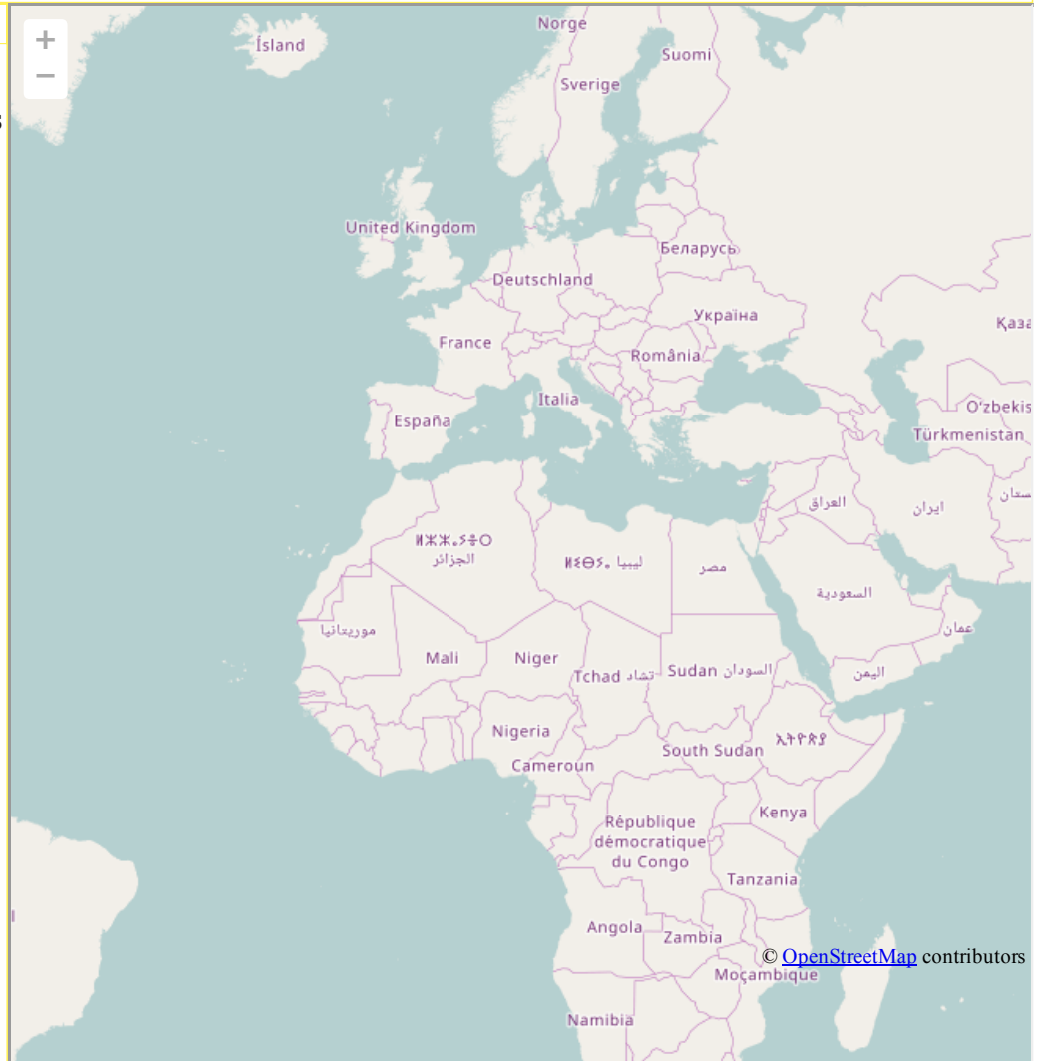 +
−
s
Norge
Ísland
Suomi
Sverige
United Kingdom
Беларусь
Deutschland
Україна
Қаза
France
România
Italia
O'zbekis
España
Türkmenistan
ستان
العراق
ایران
ⵍⵣⵣⴰⵢⴻⵔ
الجزائر
ⵍⵉⴱⵢⴰ ليبيا
مصر
السعودية
عمان
موريتانيا
Mali
Niger
Tchad تشاد
Sudan السودان
اليمن
Nigeria
ኢትዮጵያ
South Sudan
Cameroun
Kenya
République
démocratique
du Congo
Tanzania
Angola
Zambia
© OpenStreetMap contributors
Moçambique
Namibia